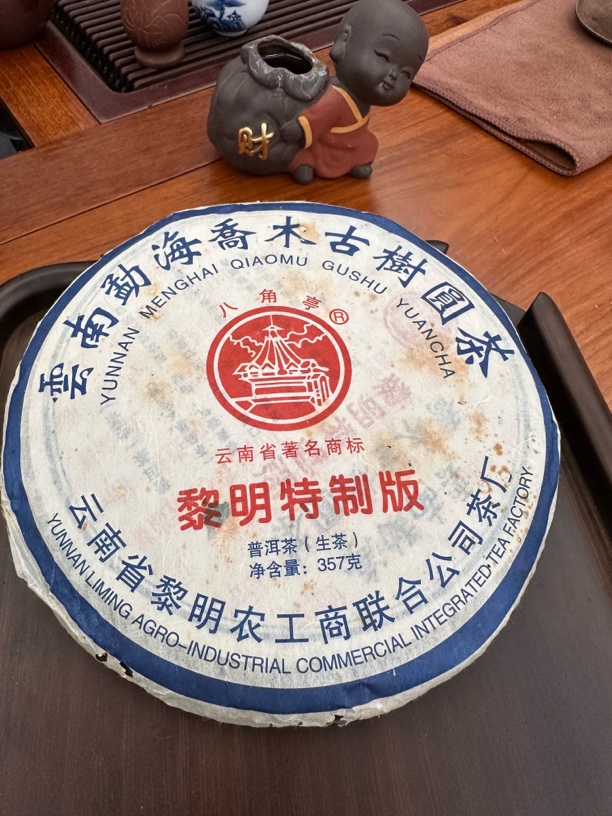 财
雲南勐海喬木古樹圓茶
YUNNAN MENGHAI QIAOMU GUSHU YUANCHA
八角亭®
云南省著名商标
黎明特制版
普洱茶（生茶）
净含量：357克
云南省黎明农工商联合公司茶厂
YUNNAN LIMING AGRO-INDUSTRIAL COMMERCIAL INTEGRATED TEA FACTORY